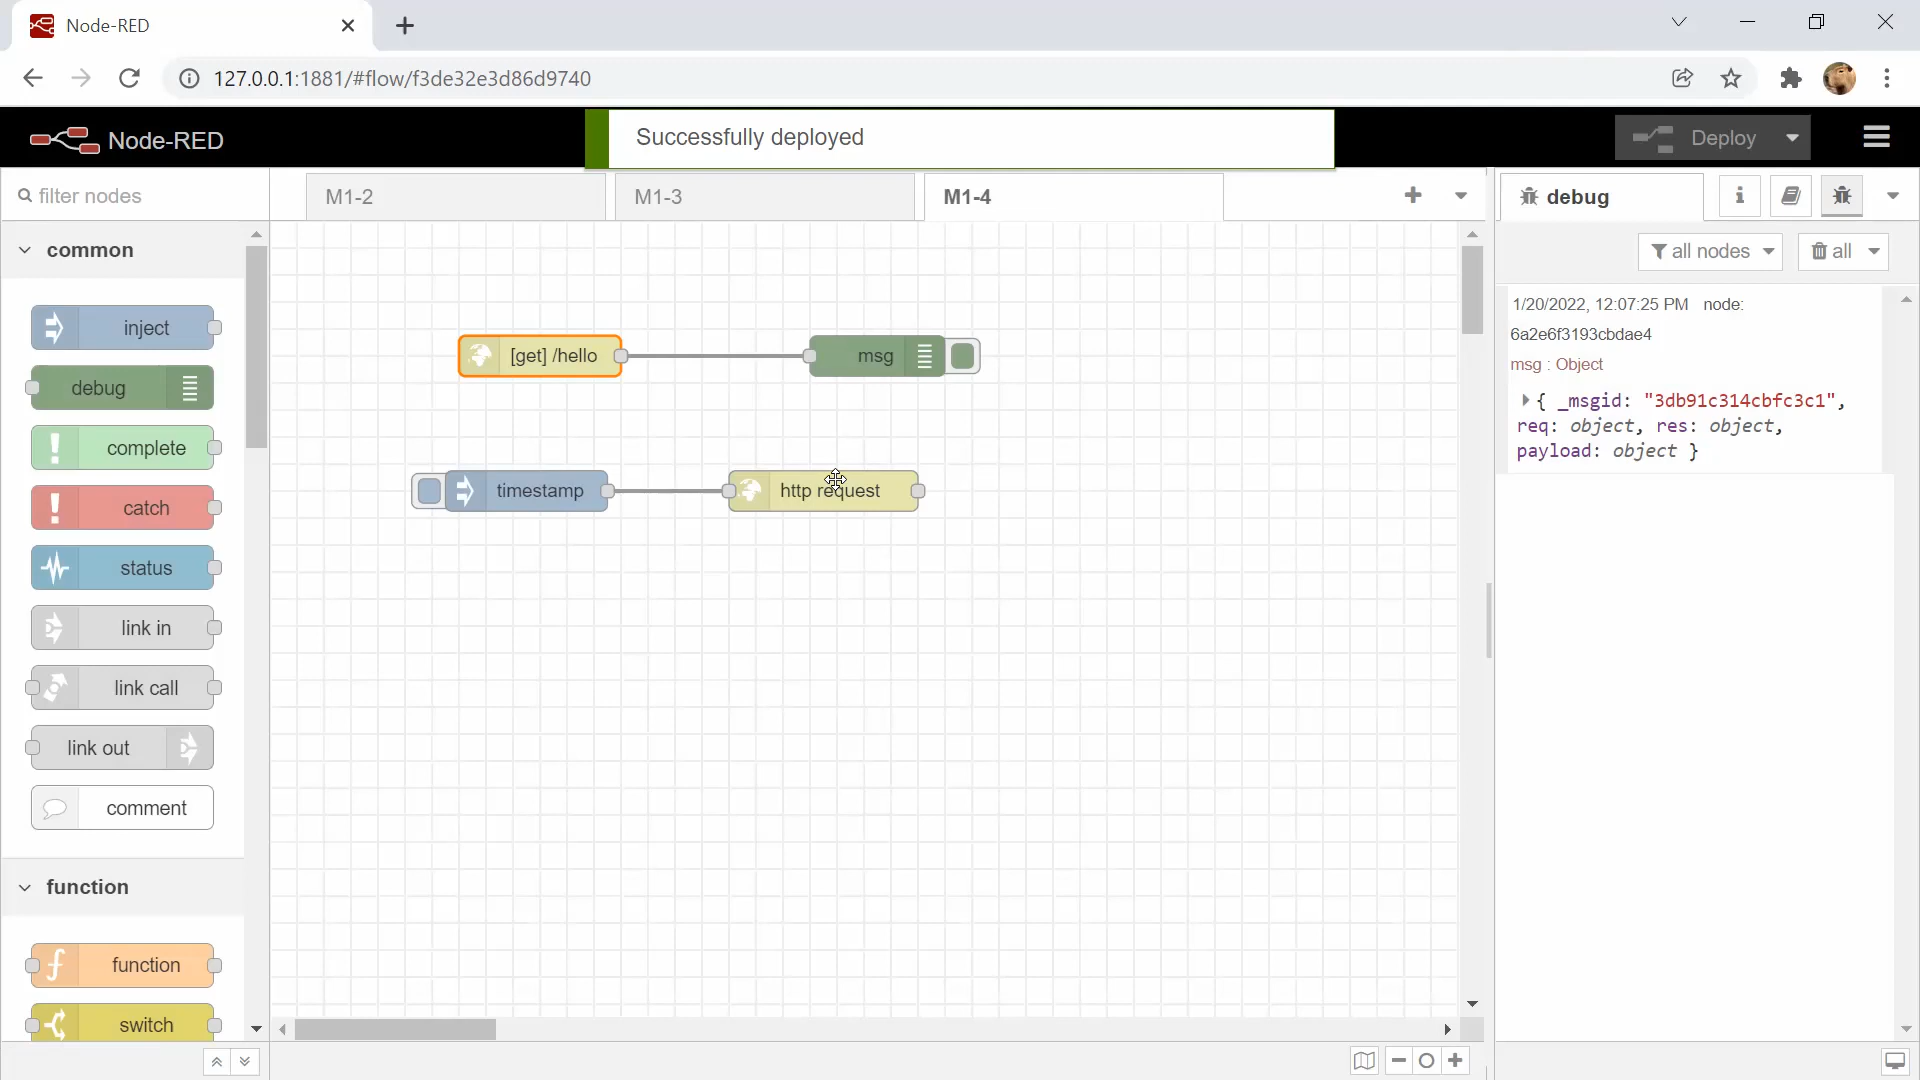 Node-RED
127.0.0.1:1881/#flow/f3de32e3d86d9740
Node-RED
Successfully deployed
Deploy
filter nodes
M1-2
M1-3
M1-4
debug
common
all nodes
all
inject
debug
complete
catch
status
link in
link call
link out
comment
function
function
switch
[get] /hello
msg
timestamp
http request
1/20/2022, 12:07:25 PM node:
6a2e6f3193cbdae4
msg : Object
{ _msgid: "3db91c314cbfc3c1",
req: object, res: object,
payload: object }